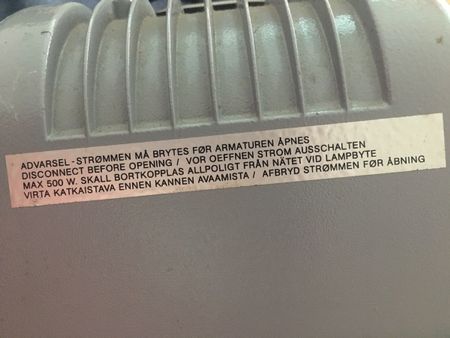 ADVARSEL - STRØMMEN MÅ BRYTES FØR ARMATUREN ÅPNES
DISCONNECT BEFORE OPENING / VOR OEFFNEN STROM AUSSCHALTEN
MAX 500 W. SKALL BORTKOPPLAS ALLPOLIGT FRÅN NÄTET VID LAMPBYTE
VIRTA KATKAISTAVA ENNEN KANNEN AVAAMISTA / AFBRYD STRØMMEN FØR ÅBNING